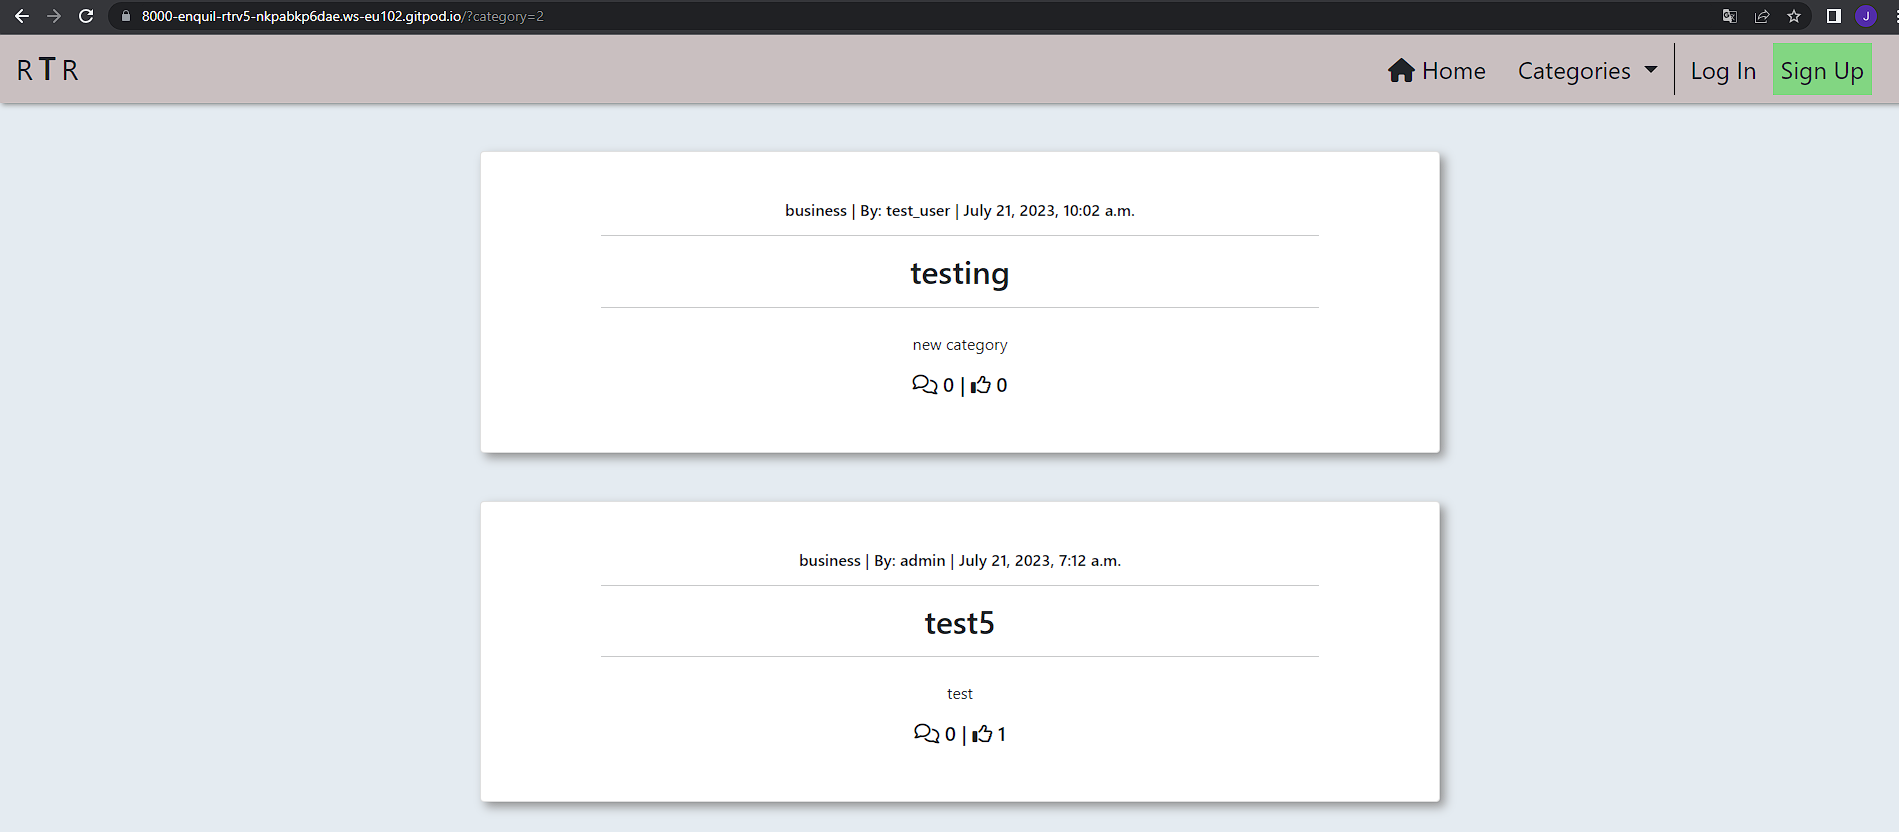 8000-enquil-rtrv5-nkpabkp6dae.ws-eu102.gitpod.io/?category=2
J
R T R
Home
Categories
Log In
Sign Up
business | By: test_user | July 21, 2023, 10:02 a.m.
testing
new category
0 | 0
business | By: admin | July 21, 2023, 7:12 a.m.
test5
test
0 | 1